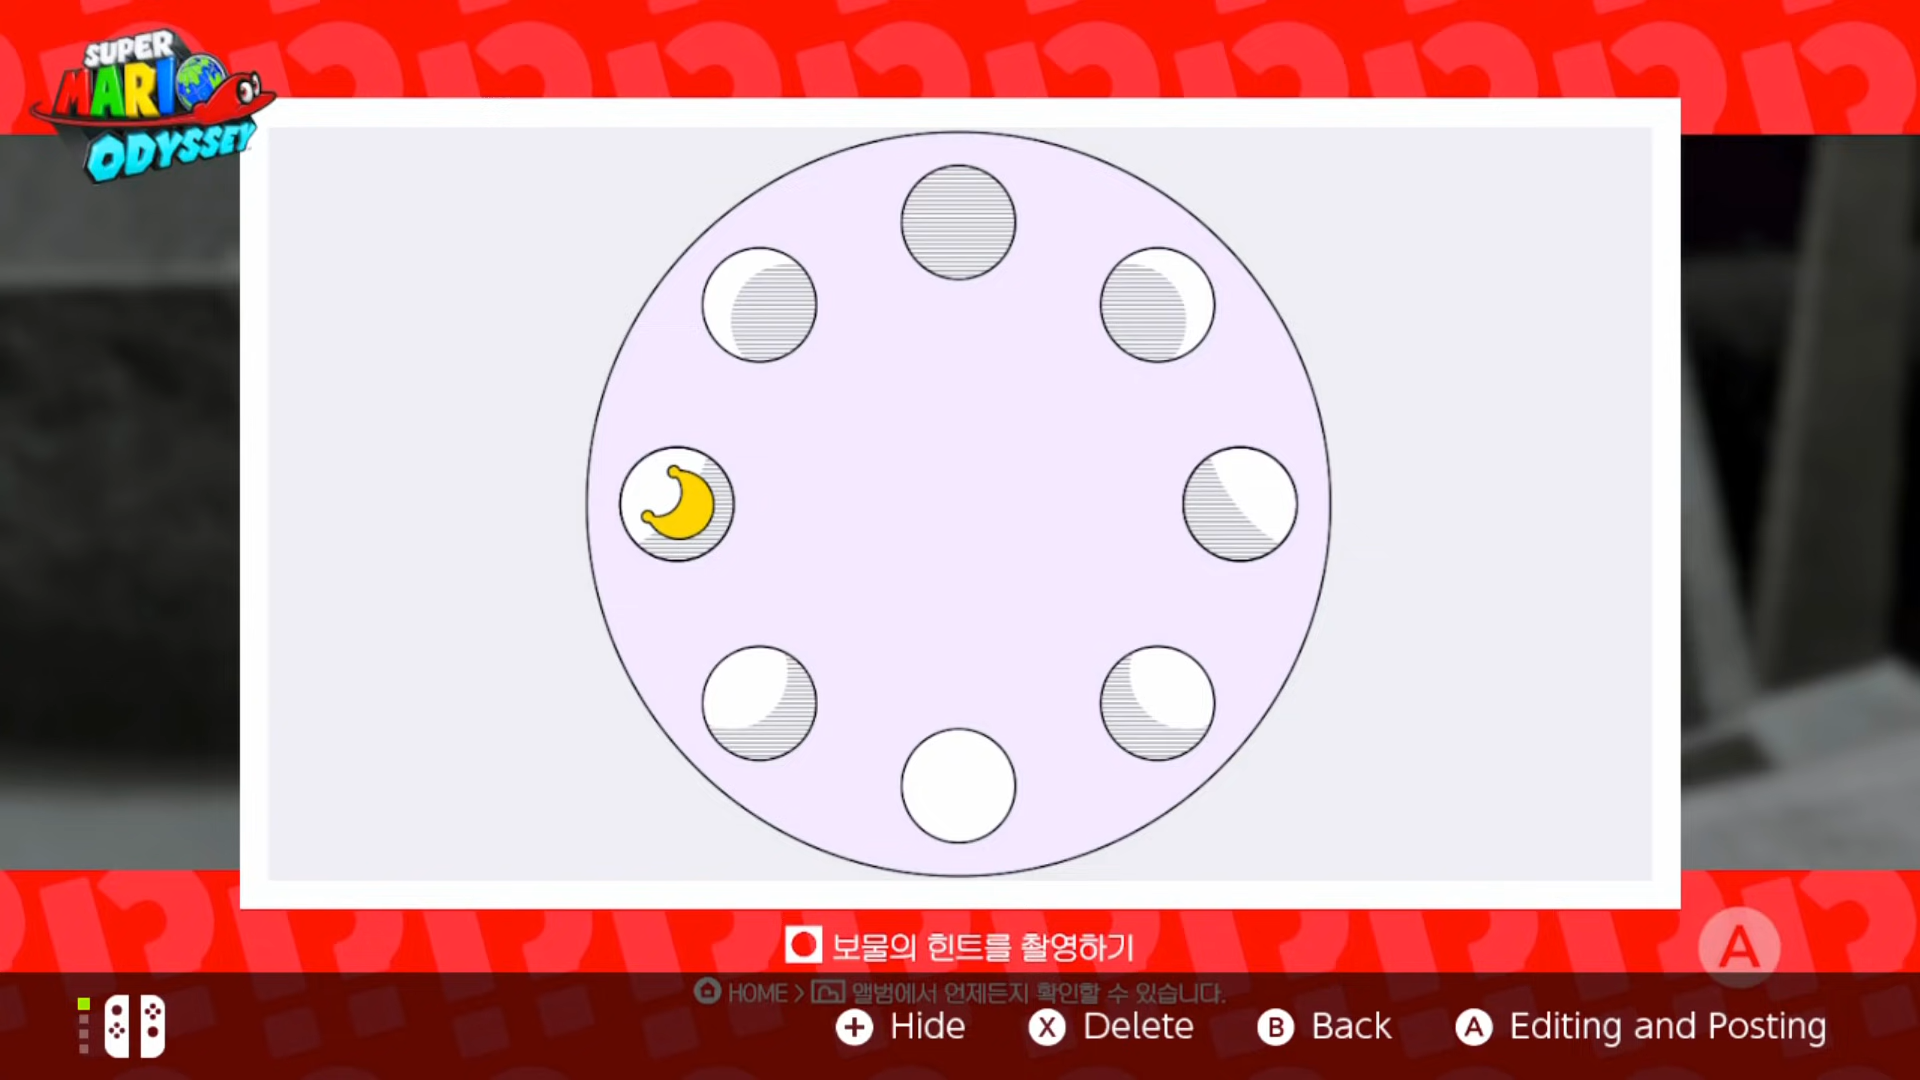 SUPER
MARIO
ODYSSEY
보물의 힌트를 촬영하기
A
HOME > 앨범에서 언제든지 확인할 수 있습니다.
+ Hide X Delete B Back A Editing and Posting